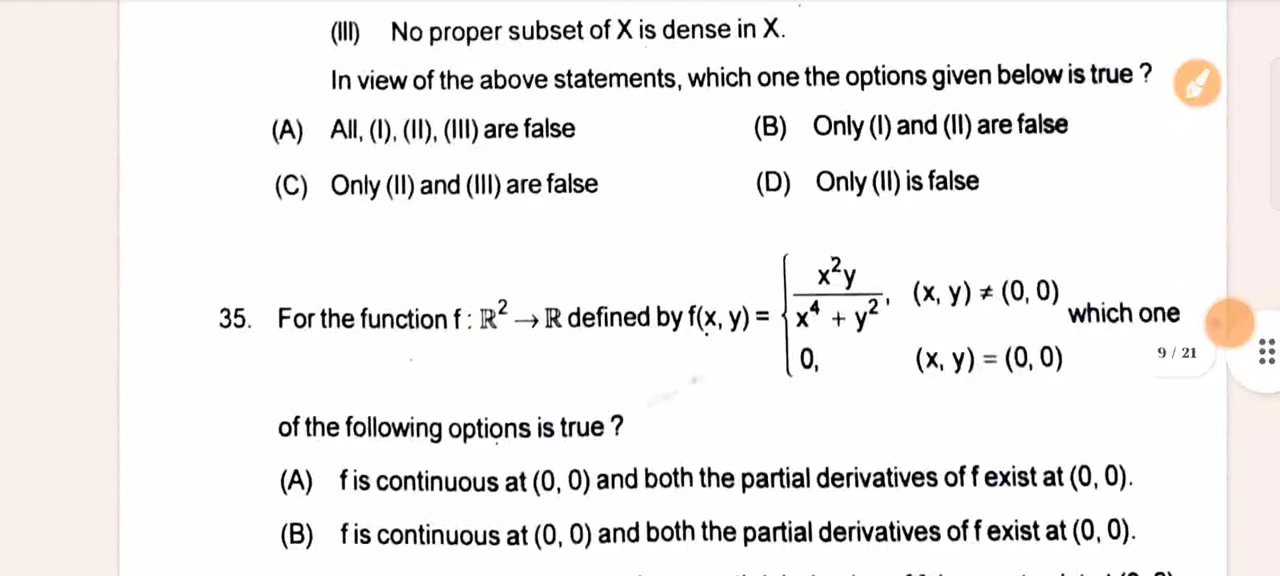 (III) No proper subset of X is dense in X.
In view of the above statements, which one the options given below is true ?
(A) All, (I), (II), (III) are false (B) Only (I) and (II) are false
(C) Only (II) and (III) are false (D) Only (II) is false
35. For the function f : ℝ² → ℝ defined by f(x, y) = { x²y / x⁴ + y², (x, y) ≠ (0, 0) which one
0, (x, y) = (0, 0)
9 / 21
of the following options is true ?
(A) f is continuous at (0, 0) and both the partial derivatives of f exist at (0, 0).
(B) f is continuous at (0, 0) and both the partial derivatives of f exist at (0, 0).